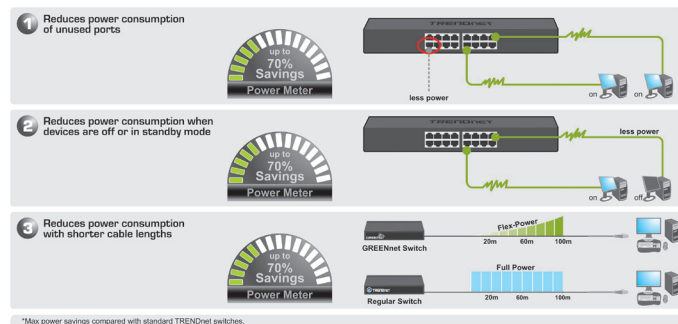 1 Reduces power consumption
of unused ports
up to
70%
Savings
Power Meter
TRENDNET
less power
on
on
2 Reduces power consumption when
devices are off or in standby mode
up to
70%
Savings
Power Meter
TRENDNET
less power
on
off
3 Reduces power consumption
with shorter cable lengths
up to
70%
Savings
Power Meter
GREENnet Switch
Flex-Power
20m 60m 100m
TRENDNET
Regular Switch
Full Power
20m 60m 100m
*Max power savings compared with standard TRENDnet switches.